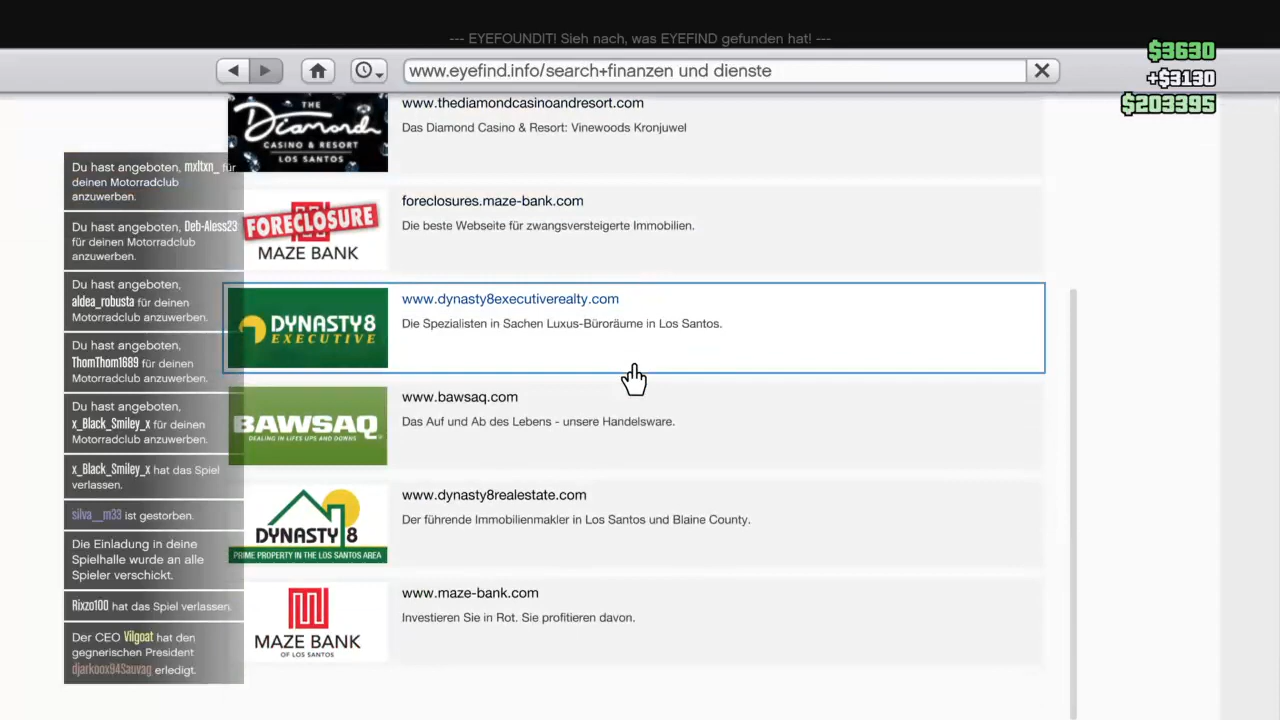 --- EYEFOUNDIT! Sieh nach, was EYEFIND gefunden hat! ---
www.eyefind.info/search+finanzen und dienste
$3630
+$3130
$203395
THE
Diamond
CASINO & RESORT
LOS SANTOS
www.thediamondcasinoandresort.com
Das Diamond Casino & Resort: Vinewoods Kronjuwel
FORECLOSURE
MAZE BANK
foreclosures.maze-bank.com
Die beste Webseite für zwangsversteigerte Immobilien.
DYNASTY8
EXECUTIVE
www.dynasty8executiverealty.com
Die Spezialisten in Sachen Luxus-Büroräume in Los Santos.
BAWSAQ
DEALING IN LIFES UPS AND DOWNS
www.bawsaq.com
Das Auf und Ab des Lebens - unsere Handelsware.
DYNASTY 8
PRIME PROPERTY IN THE LOS SANTOS AREA
www.dynasty8realestate.com
Der führende Immobilienmakler in Los Santos und Blaine County.
MAZE BANK
OF LOS SANTOS
www.maze-bank.com
Investieren Sie in Rot. Sie profitieren davon.
Du hast angeboten, mxltxn_ für
deinen Motorradclub
anzuwerben.
Du hast angeboten, Deb-Aless23
für deinen Motorradclub
anzuwerben.
Du hast angeboten,
aldea_robusta für deinen
Motorradclub anzuwerben.
Du hast angeboten,
ThomThom1689 für deinen
Motorradclub anzuwerben.
Du hast angeboten,
x_Black_Smiley_x für deinen
Motorradclub anzuwerben.
x_Black_Smiley_x hat das Spiel
verlassen.
silva__m33 ist gestorben.
Die Einladung in deine
Spielhalle wurde an alle
Spieler verschickt.
Rixzo100 hat das Spiel verlassen.
Der CEO Vilgoat hat den
gegnerischen President
djarkoox94Sauvag erledigt.